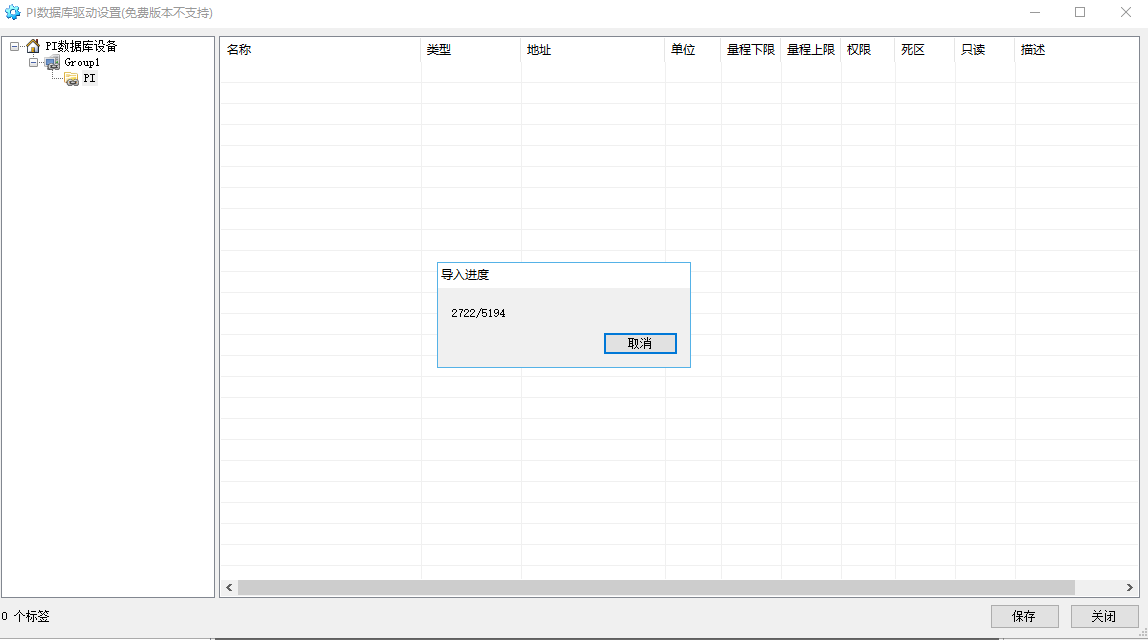 PI数据库驱动设置(免费版本不支持)
PI数据库设备
Group1
PI
名称 类型 地址 单位 量程下限 量程上限 权限 死区 只读 描述
导入进度
2722/5194
取消
0 个标签
保存 关闭